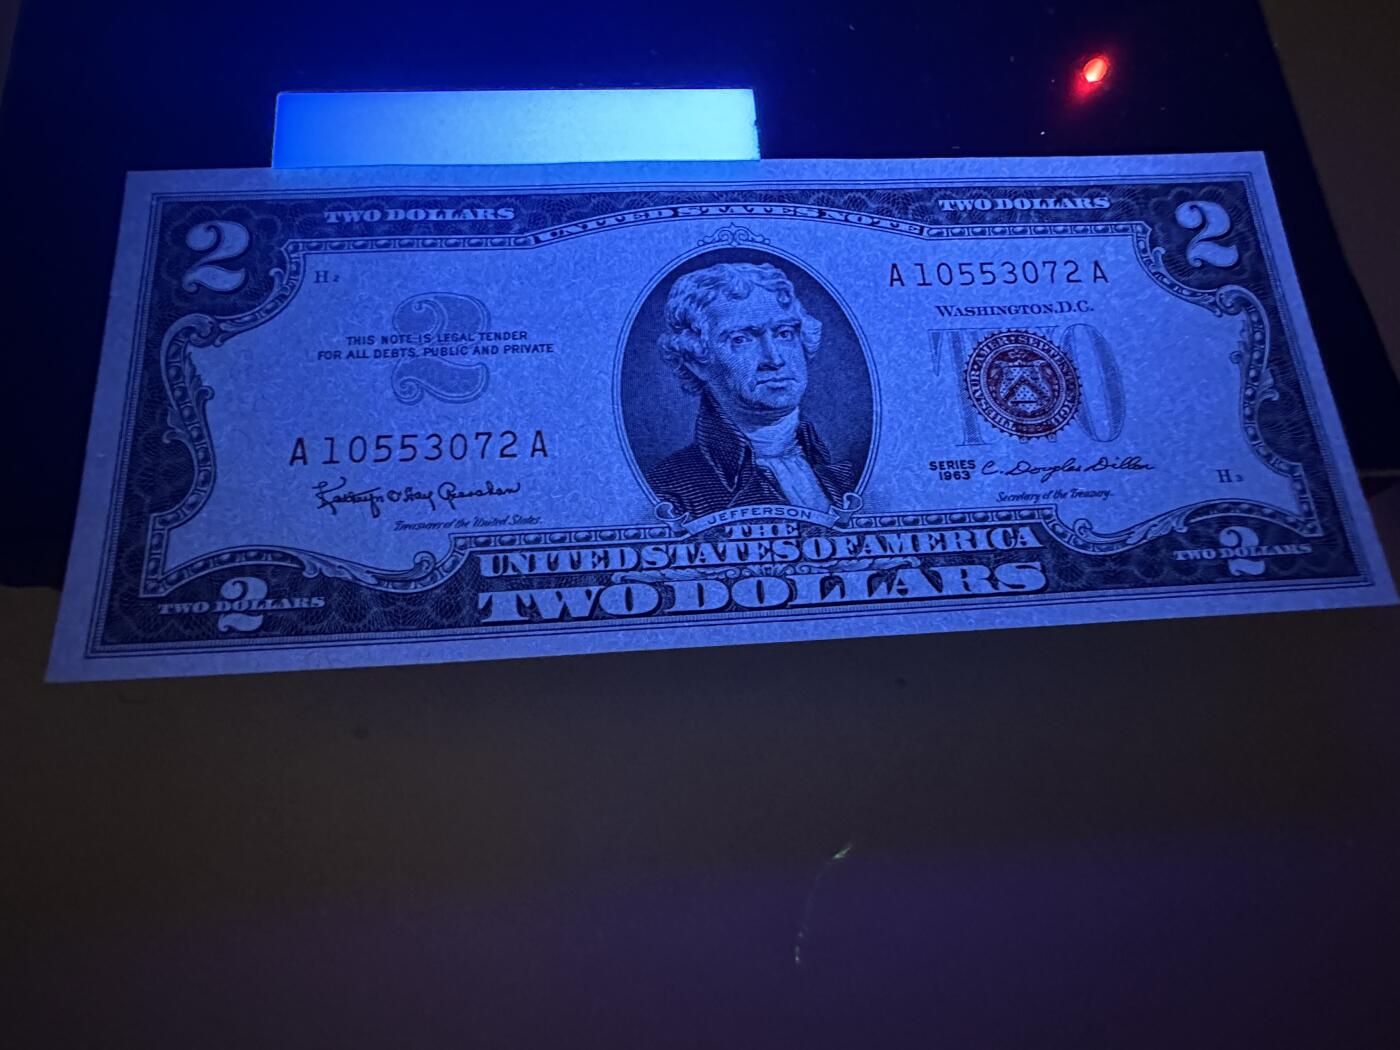 TWO DOLLARS
UNITED STATES NOTE
TWO DOLLARS
2
2
H 2
A 10553072 A
WASHINGTON, D.C.
2
THIS NOTE IS LEGAL TENDER
FOR ALL DEBTS, PUBLIC AND PRIVATE
TWO
A 10553072 A
SERIES
1963
C. Douglas Dillon
H 3
Kathryn O'Hay Granahan
Treasurer of the United States.
Secretary of the Treasury.
JEFFERSON
THE
UNITED STATES OF AMERICA
TWO DOLLARS
2
TWO DOLLARS
2
TWO DOLLARS